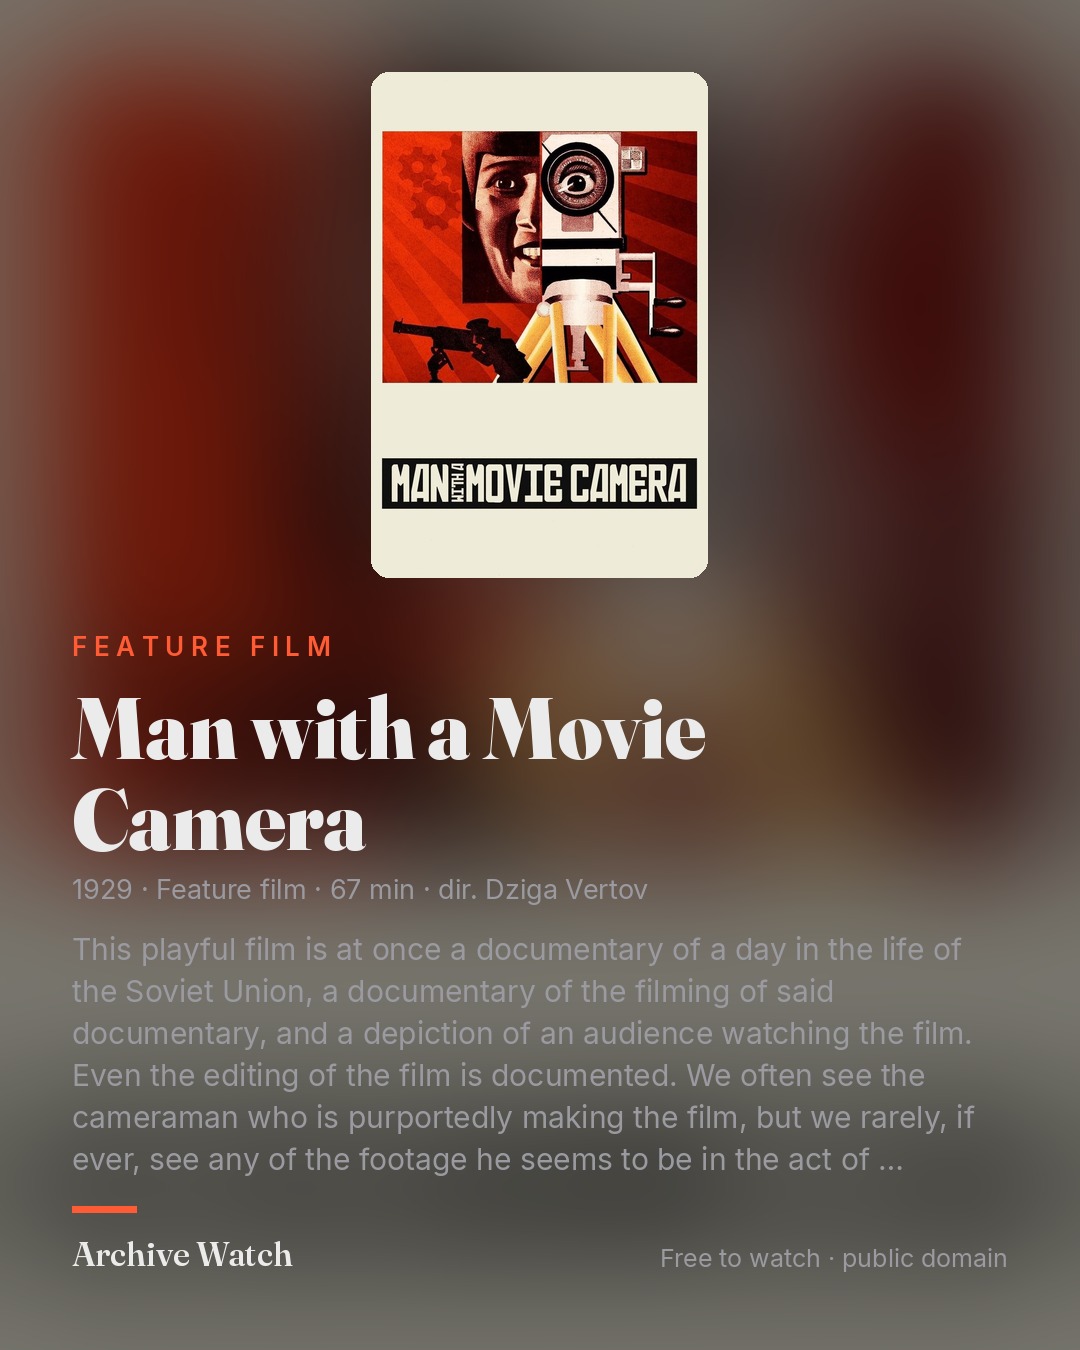 MAN WITH A MOVIE CAMERA
FEATURE FILM
Man with a Movie
Camera
1929 · Feature film · 67 min · dir. Dziga Vertov
This playful film is at once a documentary of a day in the life of
the Soviet Union, a documentary of the filming of said
documentary, and a depiction of an audience watching the film.
Even the editing of the film is documented. We often see the
cameraman who is purportedly making the film, but we rarely, if
ever, see any of the footage he seems to be in the act of ...
Archive Watch
Free to watch · public domain